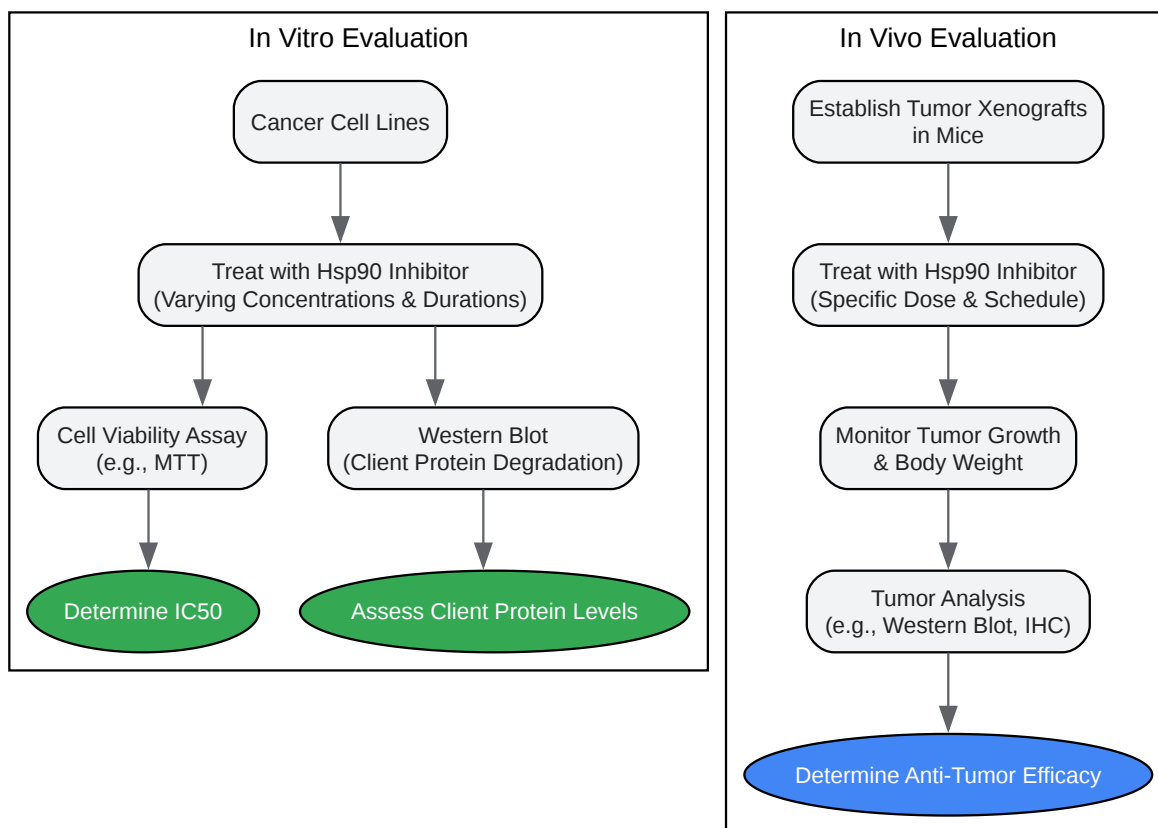 In Vitro Evaluation
Cancer Cell Lines
Treat with Hsp90 Inhibitor
(Varying Concentrations & Durations)
Cell Viability Assay
(e.g., MTT)
Western Blot
(Client Protein Degradation)
Determine IC50
Assess Client Protein Levels
In Vivo Evaluation
Establish Tumor Xenografts
in Mice
Treat with Hsp90 Inhibitor
(Specific Dose & Schedule)
Monitor Tumor Growth
& Body Weight
Tumor Analysis
(e.g., Western Blot, IHC)
Determine Anti-Tumor Efficacy